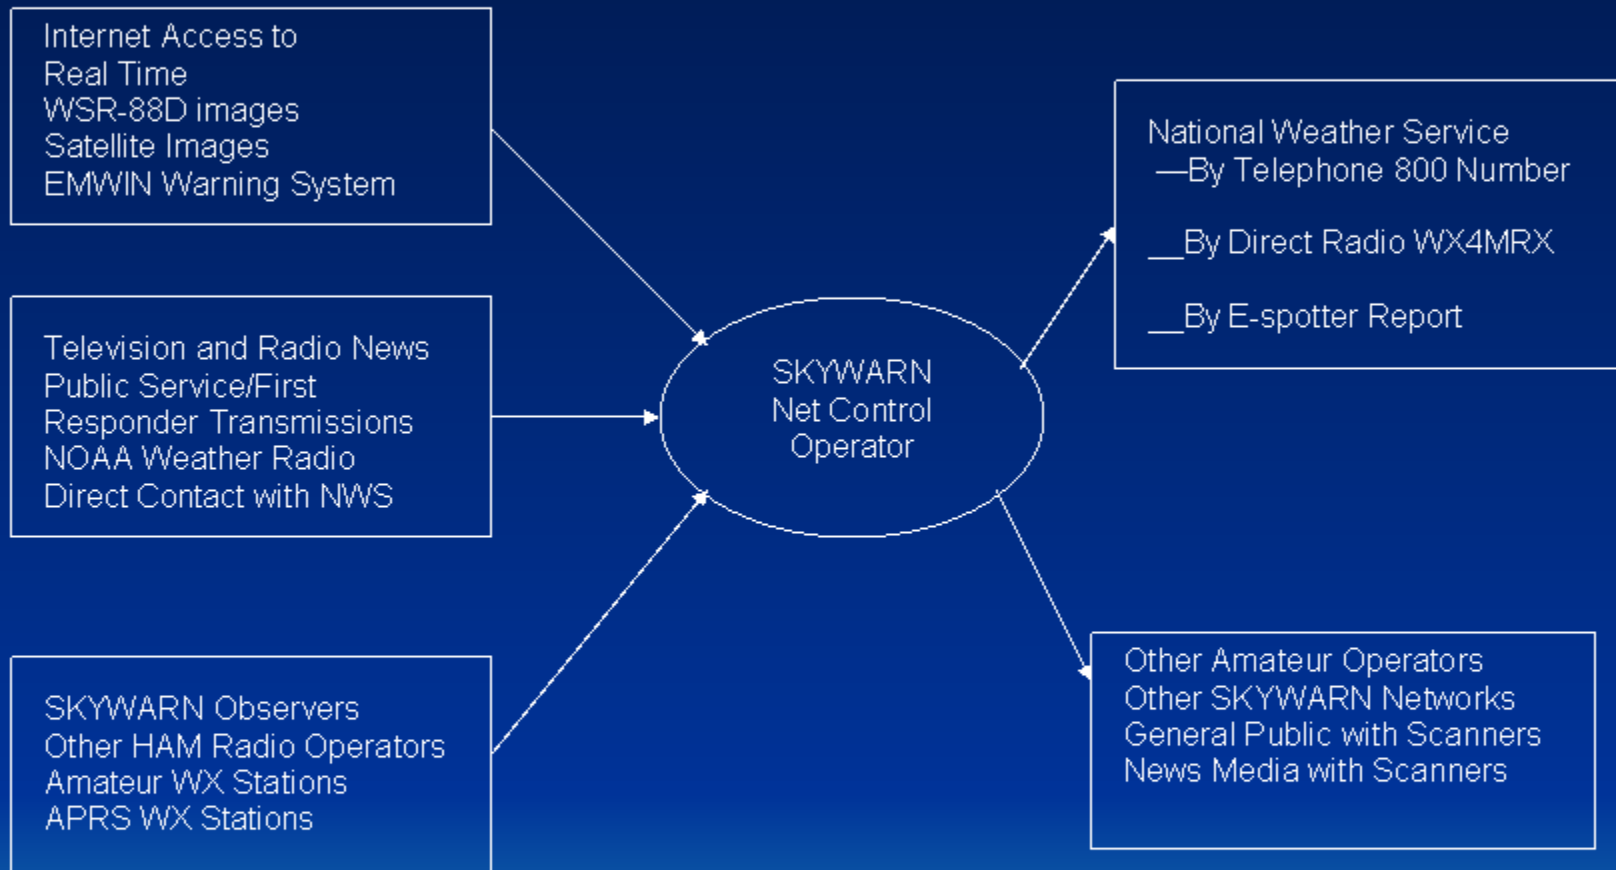 Internet Access to
Real Time
WSR-88D images
Satellite Images
EMWIN Warning System
Television and Radio News
Public Service/First
Responder Transmissions
NOAA Weather Radio
Direct Contact with NWS
SKYWARN Observers
Other HAM Radio Operators
Amateur WX Stations
APRS WX Stations
SKYWARN
Net Control
Operator
National Weather Service
—By Telephone 800 Number
__By Direct Radio WX4MRX
__By E-spotter Report
Other Amateur Operators
Other SKYWARN Networks
General Public with Scanners
News Media with Scanners